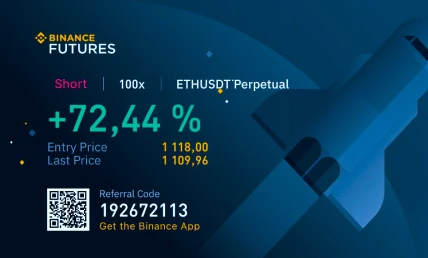 BINANCE
FUTURES
Short 100x ETHUSDT Perpetual
+72,44 %
Entry Price 1 118,00
Last Price 1 109,96
Referral Code
192672113
Get the Binance App